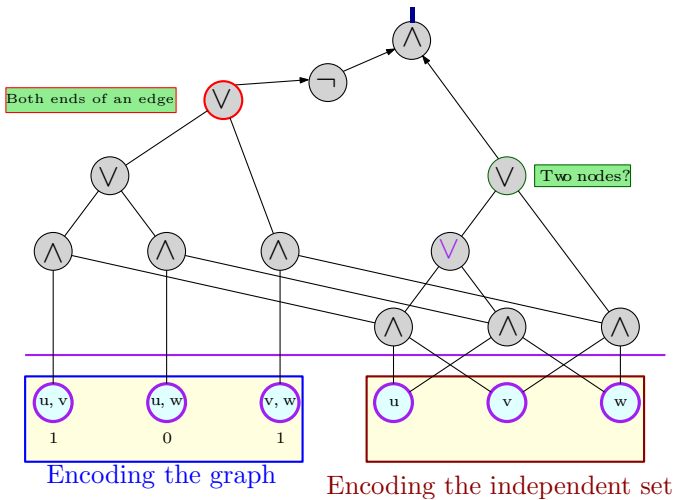 ∧
¬
∨
Both ends of an edge
∨
∨
Two nodes?
∧
∧
∧
∨
∧
∧
∧
u, v
u, w
v, w
u
v
w
1
0
1
Encoding the graph
Encoding the independent set